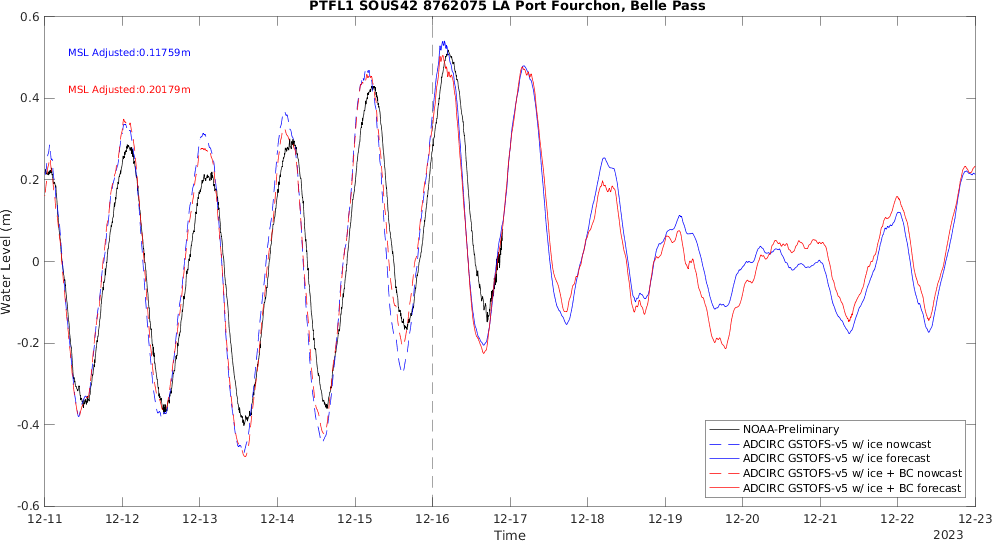 PTFL1 SOUS42 8762075 LA Port Fourchon, Belle Pass
0.6
MSL Adjusted:0.11759m
MSL Adjusted:0.20179m
0.4
0.2
0
-0.2
-0.4
-0.6
Water Level (m)
NOAA-Preliminary
ADCIRC GSTOFS-v5 w/ ice nowcast
ADCIRC GSTOFS-v5 w/ ice forecast
ADCIRC GSTOFS-v5 w/ ice + BC nowcast
ADCIRC GSTOFS-v5 w/ ice + BC forecast
12-11 12-12 12-13 12-14 12-15 12-16 12-17 12-18 12-19 12-20 12-21 12-22 12-23
Time
2023